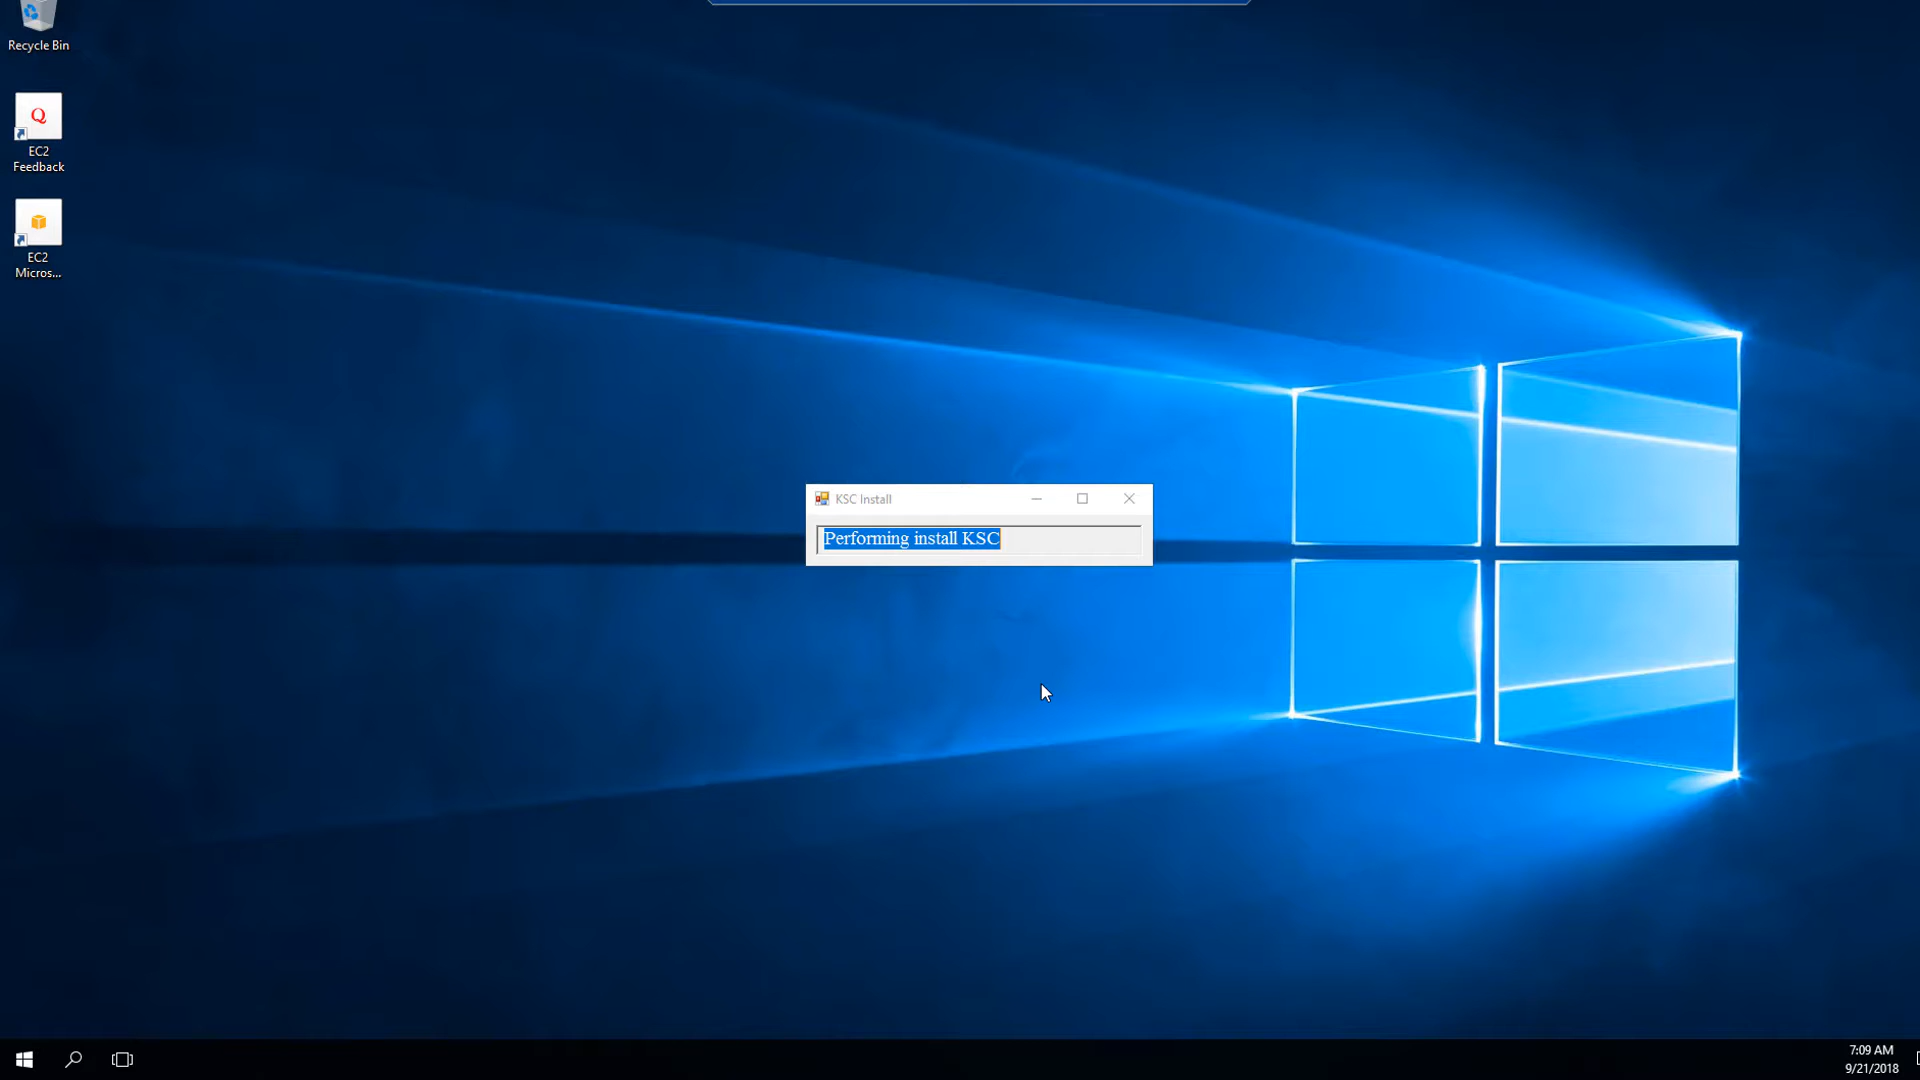 Recycle Bin
Q
EC2
Feedback
EC2
Micros...
KSC Install
Performing install KSC
7:09 AM
9/21/2018